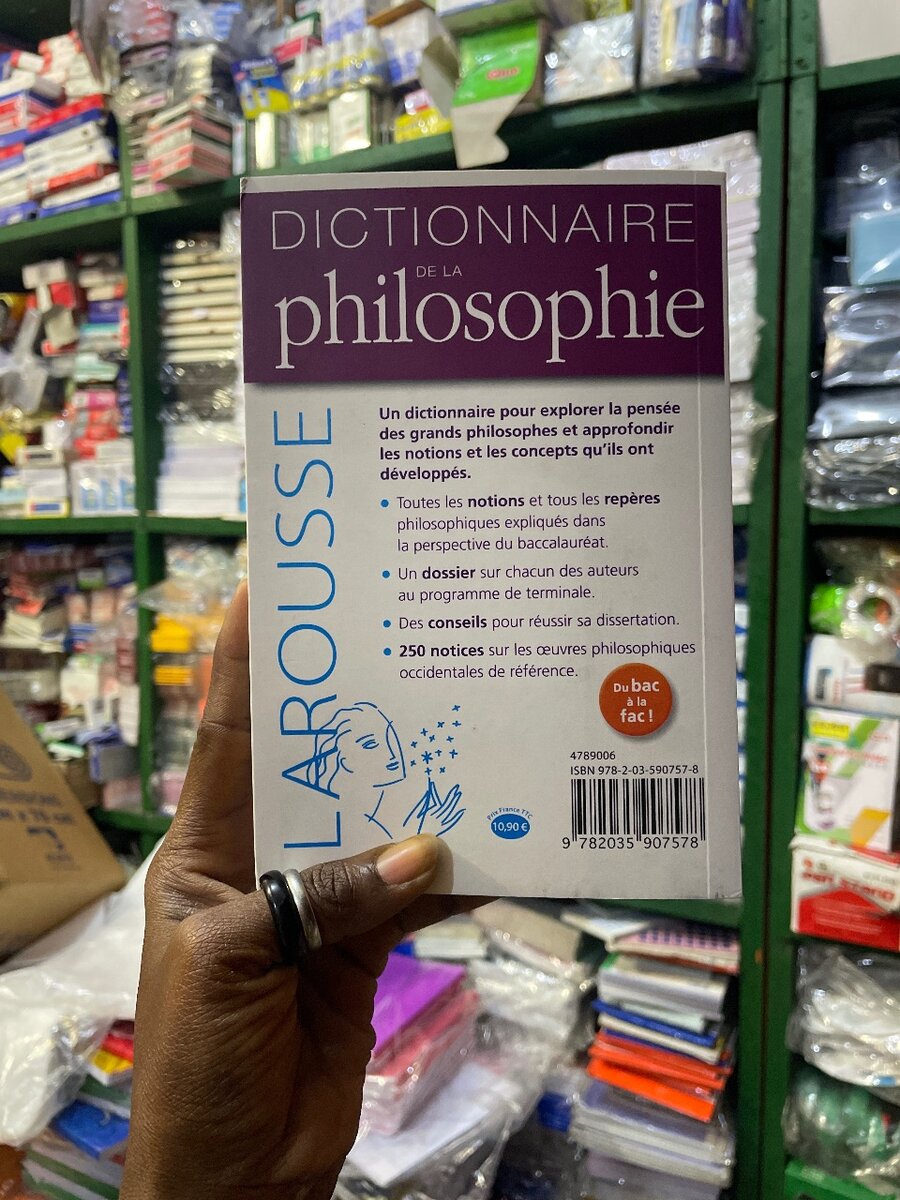 DICTIONNAIRE
DE LA
philosophie
LAROUSSE
Un dictionnaire pour explorer la pensée
des grands philosophes et approfondir
les notions et les concepts qu'ils ont
développés.
• Toutes les notions et tous les repères
philosophiques expliqués dans
la perspective du baccalauréat.
• Un dossier sur chacun des auteurs
au programme de terminale.
• Des conseils pour réussir sa dissertation.
• 250 notices sur les œuvres philosophiques
occidentales de référence.
Du bac
à la
fac !
4789006
ISBN 978-2-03-590757-8
Prix France TTC
10,90 €
9 782035 907578